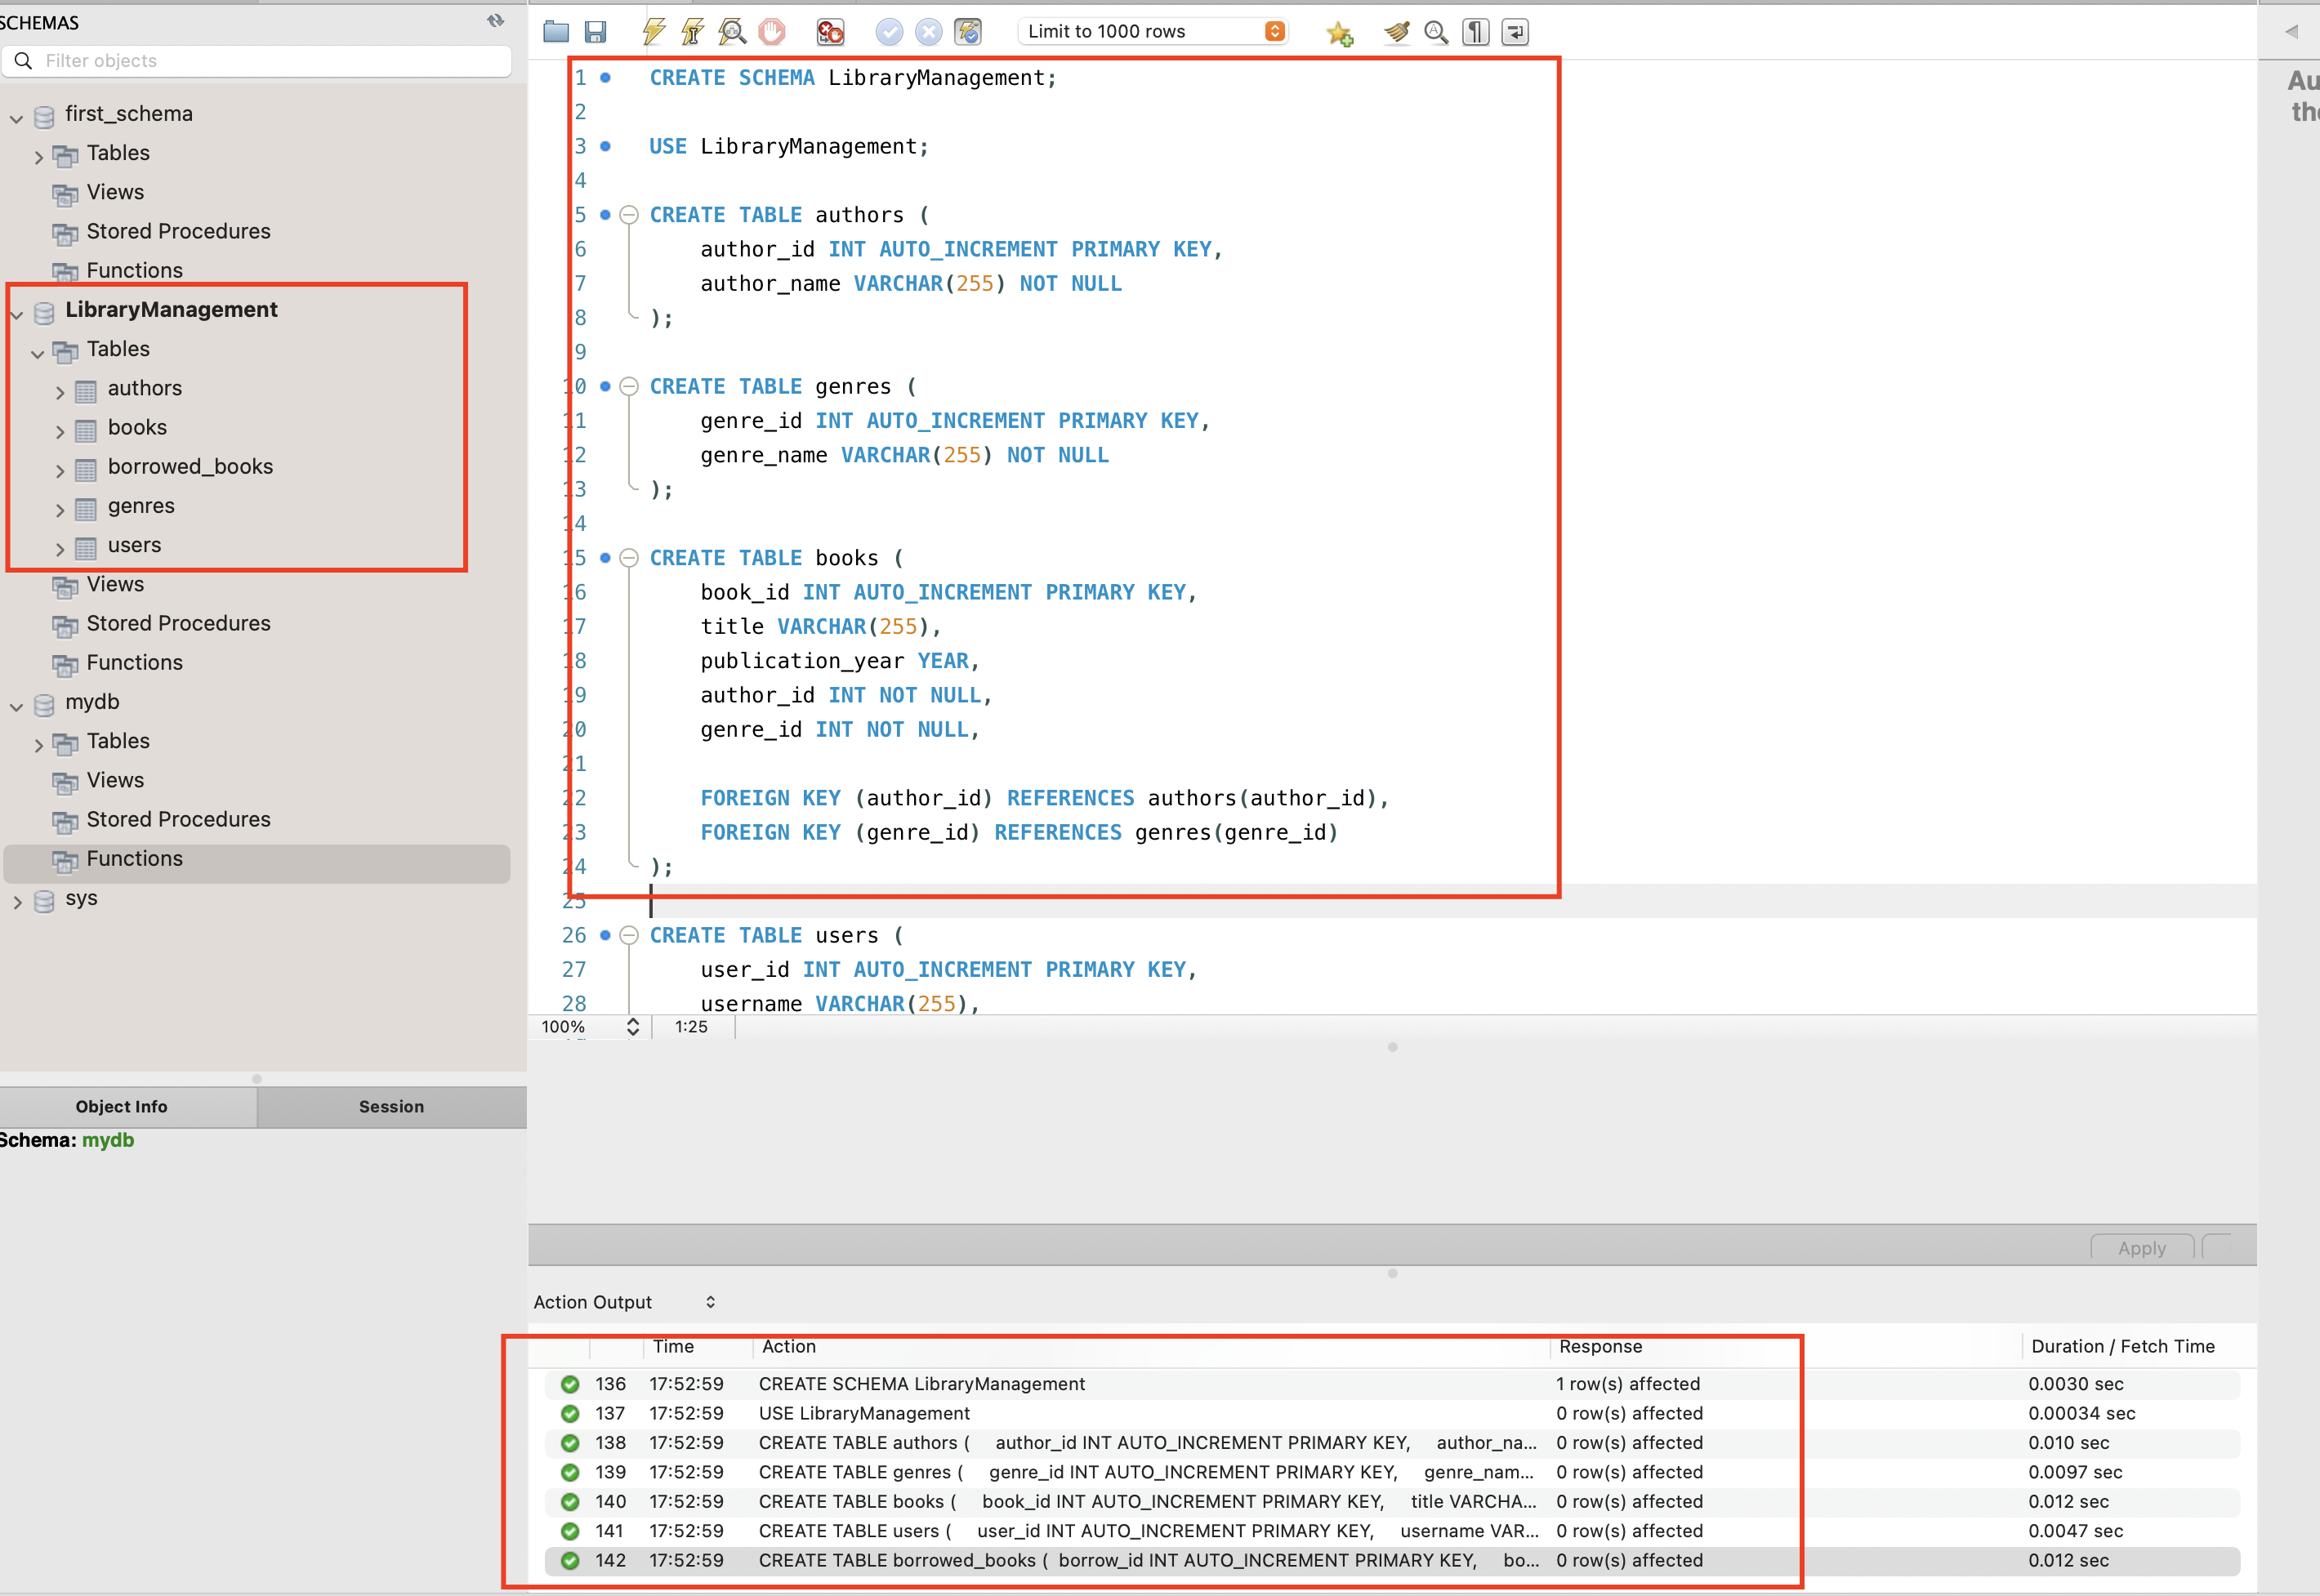 SCHEMAS
Filter objects
first_schema
Tables
Views
Stored Procedures
Functions
LibraryManagement
Tables
authors
books
borrowed_books
genres
users
Views
Stored Procedures
Functions
mydb
Tables
Views
Stored Procedures
Functions
sys
Object Info Session
Schema: mydb
Limit to 1000 rows
1 CREATE SCHEMA LibraryManagement;
2
3 USE LibraryManagement;
4
5 CREATE TABLE authors (
6 author_id INT AUTO_INCREMENT PRIMARY KEY,
7 author_name VARCHAR(255) NOT NULL
8 );
9
10 CREATE TABLE genres (
11 genre_id INT AUTO_INCREMENT PRIMARY KEY,
12 genre_name VARCHAR(255) NOT NULL
13 );
14
15 CREATE TABLE books (
16 book_id INT AUTO_INCREMENT PRIMARY KEY,
17 title VARCHAR(255),
18 publication_year YEAR,
19 author_id INT NOT NULL,
20 genre_id INT NOT NULL,
21
22 FOREIGN KEY (author_id) REFERENCES authors(author_id),
23 FOREIGN KEY (genre_id) REFERENCES genres(genre_id)
24 );
25
26 CREATE TABLE users (
27 user_id INT AUTO_INCREMENT PRIMARY KEY,
28 username VARCHAR(255),
100% 1:25
Apply
Action Output
Time Action Response Duration / Fetch Time
136 17:52:59 CREATE SCHEMA LibraryManagement 1 row(s) affected 0.0030 sec
137 17:52:59 USE LibraryManagement 0 row(s) affected 0.00034 sec
138 17:52:59 CREATE TABLE authors ( author_id INT AUTO_INCREMENT PRIMARY KEY, author_na... 0 row(s) affected 0.010 sec
139 17:52:59 CREATE TABLE genres ( genre_id INT AUTO_INCREMENT PRIMARY KEY, genre_nam... 0 row(s) affected 0.0097 sec
140 17:52:59 CREATE TABLE books ( book_id INT AUTO_INCREMENT PRIMARY KEY, title VARCHA... 0 row(s) affected 0.012 sec
141 17:52:59 CREATE TABLE users ( user_id INT AUTO_INCREMENT PRIMARY KEY, username VAR... 0 row(s) affected 0.0047 sec
142 17:52:59 CREATE TABLE borrowed_books ( borrow_id INT AUTO_INCREMENT PRIMARY KEY, bo... 0 row(s) affected 0.012 sec